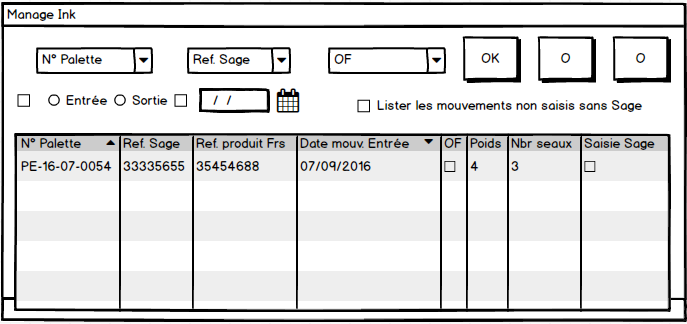 Manage Ink
N° Palette Ref. Sage OF OK O O
Entrée Sortie / / Lister les mouvements non saisis sans Sage
N° Palette Ref. Sage Ref. produit Frs Date mouv. Entrée OF Poids Nbr seaux Saisie Sage
PE-16-07-0054 33335655 35454688 07/09/2016 4 3